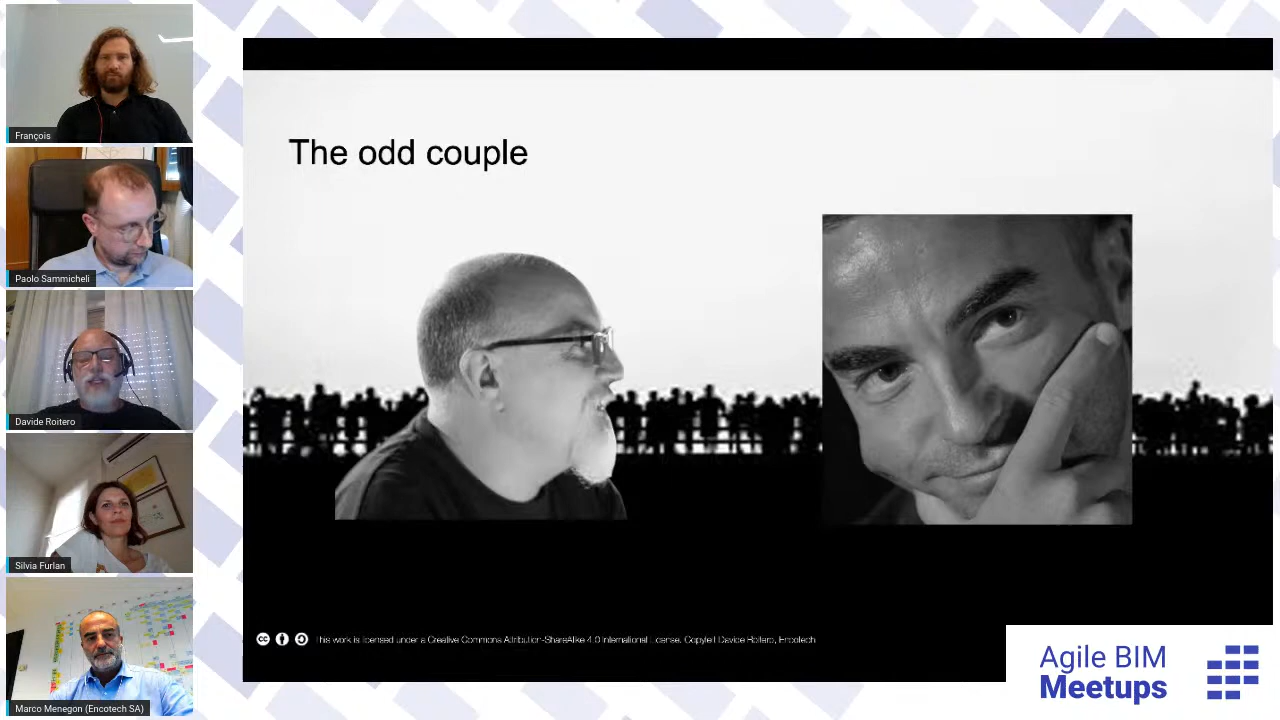 François
Paolo Sammicheli
Davide Roitero
Silvia Furlan
Marco Menegon (Encotech SA)
The odd couple
This work is licensed under a Creative Commons Attribution-ShareAlike 4.0 International License. Copyleft Davide Roitero, Encotech
Agile BIM
Meetups